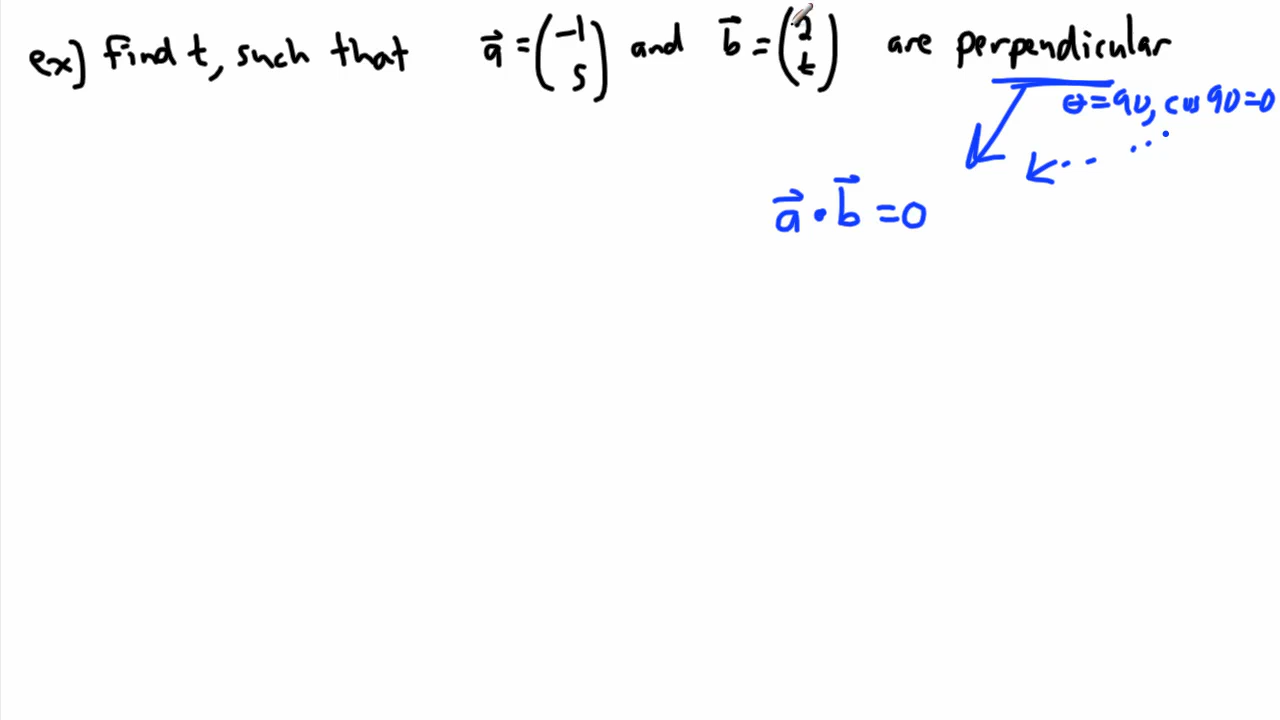 ex] find t, such that a⃗ = (-1 5) and b⃗ = (2 t) are perpendicular
θ=90, cos 90=0
a⃗ · b⃗ = 0